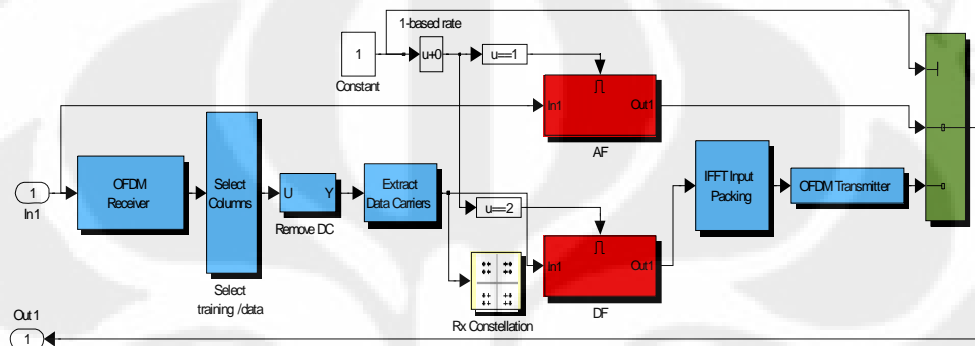 1-based rate
1
u+0
u==1
Constant
In1
Out1
AF
OFDM
Receiver
Select
Columns
U
Y
Extract
Data Carriers
IFFT Input
Packing
OFDM Transmitter
1
In1
Remove DC
u==2
In1
Out1
Select
training /data
Rx Constellation
DF
Out1
1